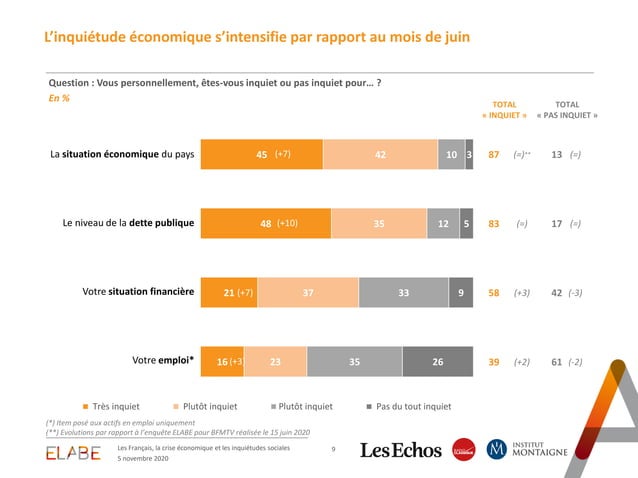 L'inquiétude économique s'intensifie par rapport au mois de juin
Question : Vous personnellement, êtes-vous inquiet ou pas inquiet pour… ?
En %
TOTAL « INQUIET »
TOTAL « PAS INQUIET »
La situation économique du pays 45 (+7) 42 10 3 87 (=)** 13 (=)
Le niveau de la dette publique 48 (+10) 35 12 5 83 (=) 17 (=)
Votre situation financière 21 (+7) 37 33 9 58 (+3) 42 (-3)
Votre emploi* 16 (+3) 23 35 26 39 (+2) 61 (-2)
Très inquiet Plutôt inquiet Plutôt inquiet Pas du tout inquiet
(*) Item posé aux actifs en emploi uniquement
(**) Evolutions par rapport à l'enquête ELABE pour BFMTV réalisée le 15 juin 2020
ELABE
Les Français, la crise économique et les inquiétudes sociales
5 novembre 2020
9
LesEchos
RADIO CLASSIQUE
INSTITUT
MONTAIGNE